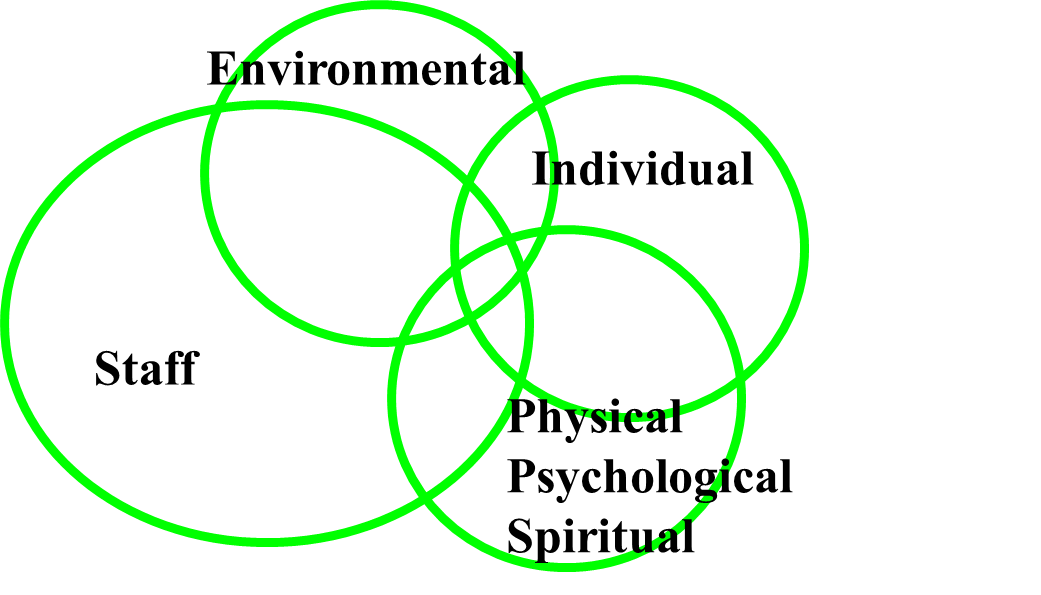 Environmental
Individual
Staff
Physical
Psychological
Spiritual